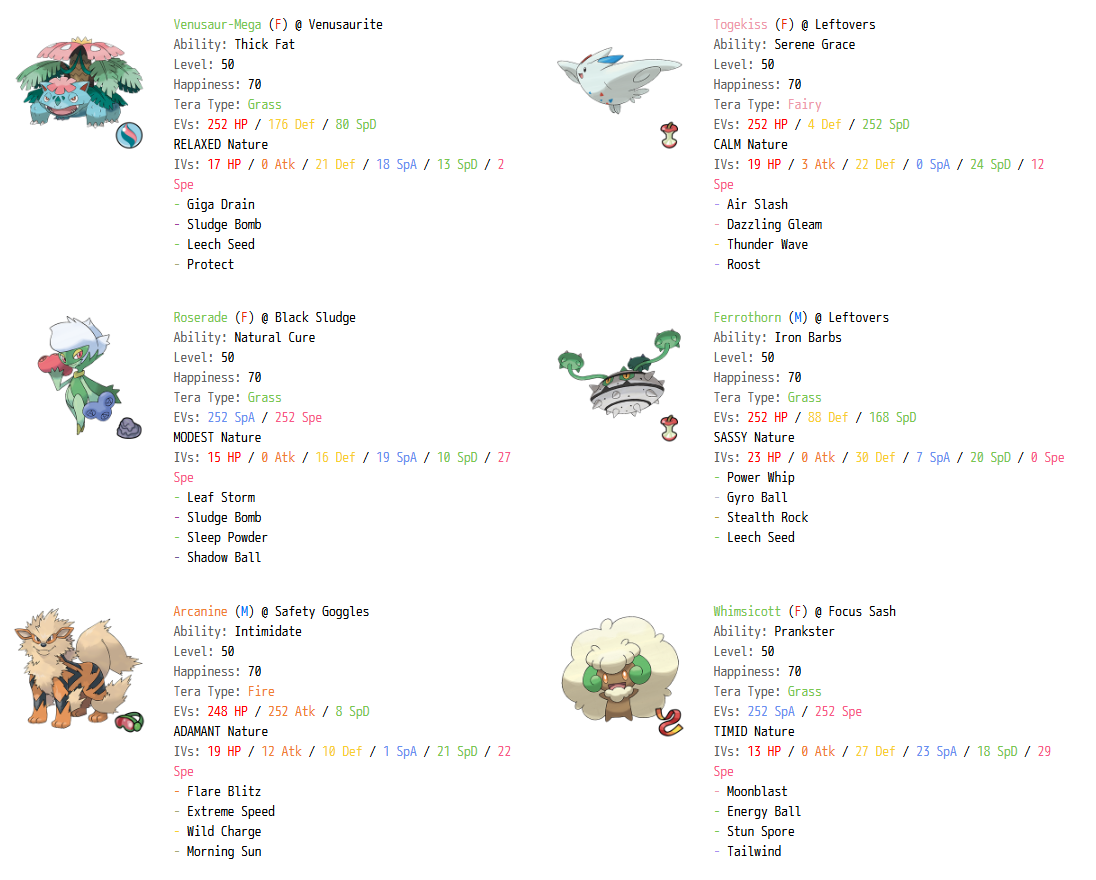 Venusaur-Mega (F) @ Venusaurite
Ability: Thick Fat
Level: 50
Happiness: 70
Tera Type: Grass
EVs: 252 HP / 176 Def / 80 SpD
RELAXED Nature
IVs: 17 HP / 0 Atk / 21 Def / 18 SpA / 13 SpD / 2
Spe
- Giga Drain
- Sludge Bomb
- Leech Seed
- Protect
Togekiss (F) @ Leftovers
Ability: Serene Grace
Level: 50
Happiness: 70
Tera Type: Fairy
EVs: 252 HP / 4 Def / 252 SpD
CALM Nature
IVs: 19 HP / 3 Atk / 22 Def / 0 SpA / 24 SpD / 12
Spe
- Air Slash
- Dazzling Gleam
- Thunder Wave
- Roost
Roserade (F) @ Black Sludge
Ability: Natural Cure
Level: 50
Happiness: 70
Tera Type: Grass
EVs: 252 SpA / 252 Spe
MODEST Nature
IVs: 15 HP / 0 Atk / 16 Def / 19 SpA / 10 SpD / 27
Spe
- Leaf Storm
- Sludge Bomb
- Sleep Powder
- Shadow Ball
Ferrothorn (M) @ Leftovers
Ability: Iron Barbs
Level: 50
Happiness: 70
Tera Type: Grass
EVs: 252 HP / 88 Def / 168 SpD
SASSY Nature
IVs: 23 HP / 0 Atk / 30 Def / 7 SpA / 20 SpD / 0 Spe
- Power Whip
- Gyro Ball
- Stealth Rock
- Leech Seed
Arcanine (M) @ Safety Goggles
Ability: Intimidate
Level: 50
Happiness: 70
Tera Type: Fire
EVs: 248 HP / 252 Atk / 8 SpD
ADAMANT Nature
IVs: 19 HP / 12 Atk / 10 Def / 1 SpA / 21 SpD / 22
Spe
- Flare Blitz
- Extreme Speed
- Wild Charge
- Morning Sun
Whimsicott (F) @ Focus Sash
Ability: Prankster
Level: 50
Happiness: 70
Tera Type: Grass
EVs: 252 SpA / 252 Spe
TIMID Nature
IVs: 13 HP / 0 Atk / 27 Def / 23 SpA / 18 SpD / 29
Spe
- Moonblast
- Energy Ball
- Stun Spore
- Tailwind